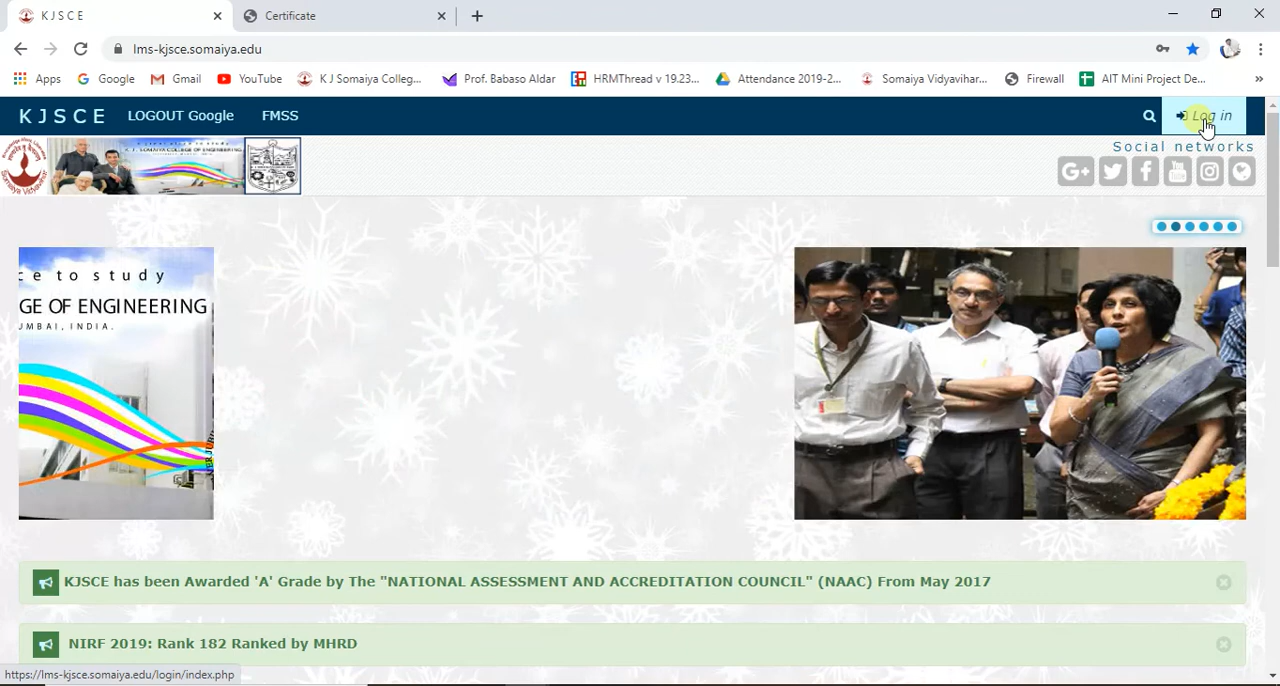 K J S C E
Certificate
lms-kjsce.somaiya.edu
Apps
Google
Gmail
YouTube
K J Somaiya Colleg...
Prof. Babaso Aldar
HRMThread v 19.23...
Attendance 2019-2...
Somaiya Vidyavihar...
Firewall
AIT Mini Project De...
»
K J S C E
LOGOUT Google
FMSS
Log in
Social networks
G+
You
ce to study
GE OF ENGINEERING
UMBAI, INDIA.
KJSCE has been Awarded 'A' Grade by The "NATIONAL ASSESSMENT AND ACCREDITATION COUNCIL" (NAAC) From May 2017
NIRF 2019: Rank 182 Ranked by MHRD
https://lms-kjsce.somaiya.edu/login/index.php